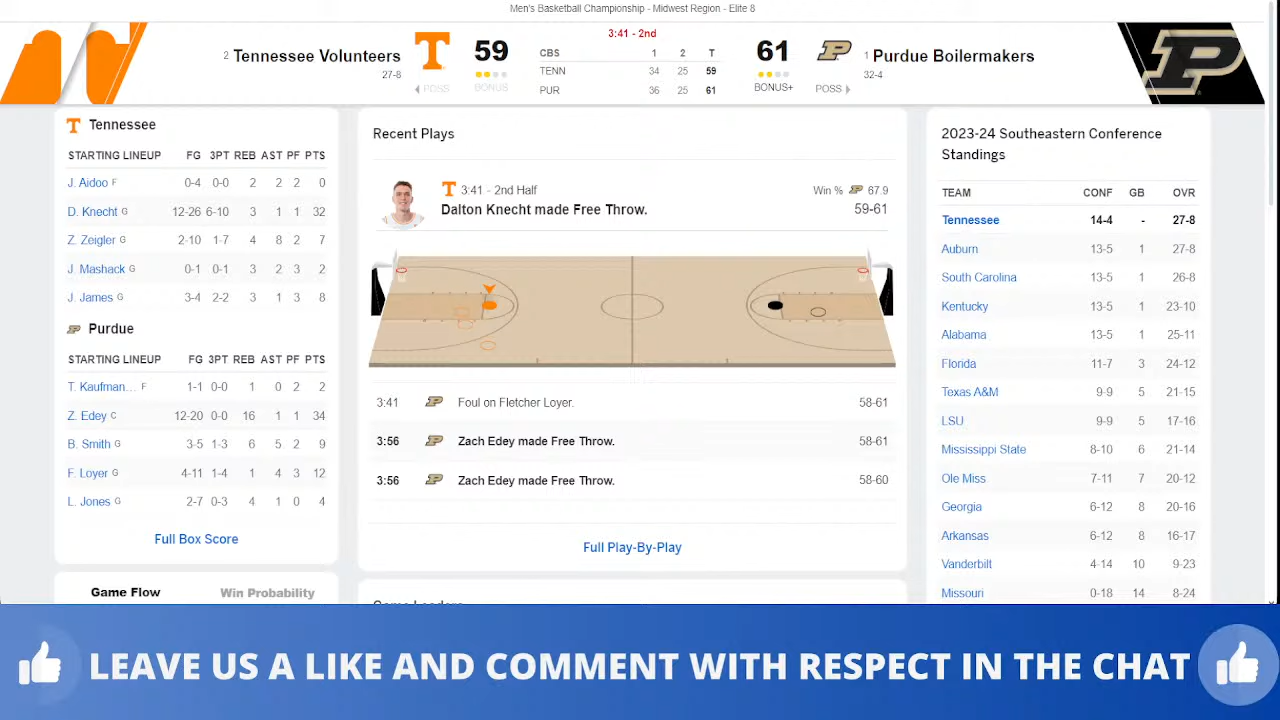 Men's Basketball Championship - Midwest Region - Elite 8
2 Tennessee Volunteers
27-8
T
59
BONUS
POSS
3:41 - 2nd
CBS 1 2 T
TENN 34 25 59
PUR 36 25 61
61
BONUS+
P
1 Purdue Boilermakers
32-4
POSS
P
T Tennessee
STARTING LINEUP FG 3PT REB AST PF PTS
J. Aidoo F 0-4 0-0 2 2 2 0
D. Knecht G 12-26 6-10 3 1 1 32
Z. Zeigler G 2-10 1-7 4 8 2 7
J. Mashack G 0-1 0-1 3 2 3 2
J. James G 3-4 2-2 3 1 3 8
P Purdue
STARTING LINEUP FG 3PT REB AST PF PTS
T. Kaufman... F 1-1 0-0 1 0 2 2
Z. Edey C 12-20 0-0 16 1 1 34
B. Smith G 3-5 1-3 6 5 2 9
F. Loyer G 4-11 1-4 1 4 3 12
L. Jones G 2-7 0-3 4 1 0 4
Full Box Score
Game Flow Win Probability
Recent Plays
T 3:41 - 2nd Half Win % P 67.9
Dalton Knecht made Free Throw. 59-61
3:41 P Foul on Fletcher Loyer. 58-61
3:56 P Zach Edey made Free Throw. 58-61
3:56 P Zach Edey made Free Throw. 58-60
Full Play-By-Play
2023-24 Southeastern Conference
Standings
TEAM CONF GB OVR
Tennessee 14-4 - 27-8
Auburn 13-5 1 27-8
South Carolina 13-5 1 26-8
Kentucky 13-5 1 23-10
Alabama 13-5 1 25-11
Florida 11-7 3 24-12
Texas A&M 9-9 5 21-15
LSU 9-9 5 17-16
Mississippi State 8-10 6 21-14
Ole Miss 7-11 7 20-12
Georgia 6-12 8 20-16
Arkansas 6-12 8 16-17
Vanderbilt 4-14 10 9-23
Missouri 0-18 14 8-24
LEAVE US A LIKE AND COMMENT WITH RESPECT IN THE CHAT